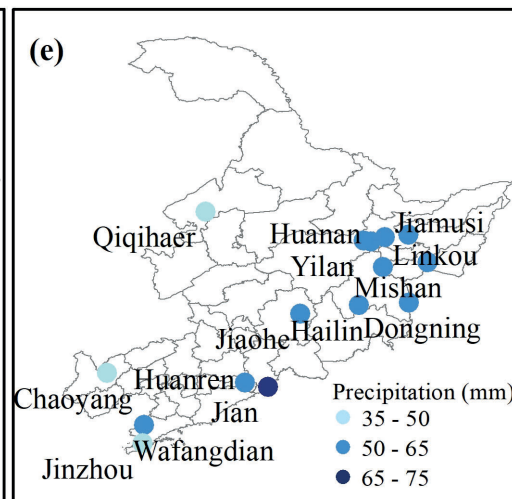 (e)
Qiqihaer
Huanan
Jiamusi
Yilan
Linkou
Mishan
Jiaohe
Hailin
Dongning
Chaoyang
Huanren
Jian
Wafangdian
Jinzhou
Precipitation (mm)
35 - 50
50 - 65
65 - 75